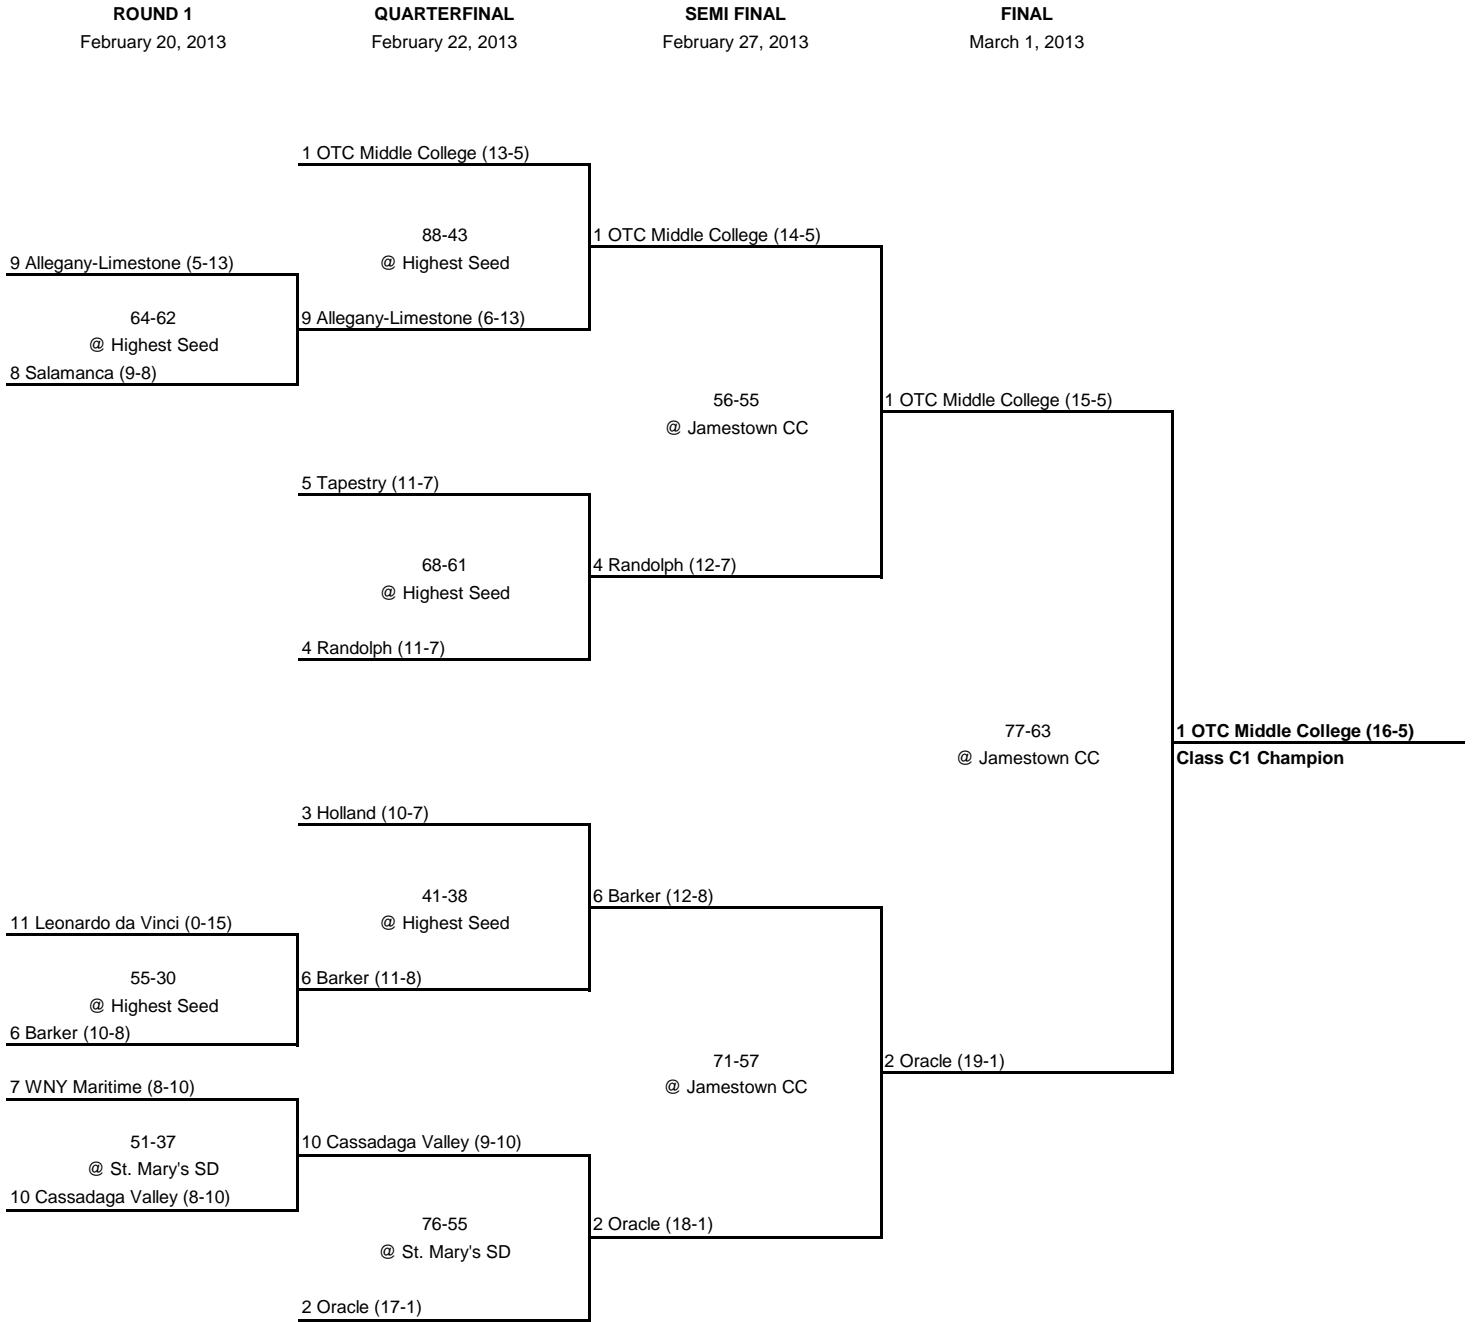 ROUND 1
QUARTERFINAL
SEMI FINAL
FINAL
February 20, 2013
February 22, 2013
February 27, 2013
March 1, 2013
1 OTC Middle College (13-5)
88-43
1 OTC Middle College (14-5)
9 Allegany-Limestone (5-13)
@ Highest Seed
64-62
9 Allegany-Limestone (6-13)
@ Highest Seed
8 Salamanca (9-8)
56-55
1 OTC Middle College (15-5)
@ Jamestown CC
5 Tapestry (11-7)
68-61
4 Randolph (12-7)
@ Highest Seed
4 Randolph (11-7)
77-63
1 OTC Middle College (16-5)
@ Jamestown CC
Class C1 Champion
3 Holland (10-7)
41-38
6 Barker (12-8)
11 Leonardo da Vinci (0-15)
@ Highest Seed
55-30
6 Barker (11-8)
@ Highest Seed
6 Barker (10-8)
71-57
2 Oracle (19-1)
7 WNY Maritime (8-10)
@ Jamestown CC
51-37
10 Cassadaga Valley (9-10)
@ St. Mary's SD
10 Cassadaga Valley (8-10)
76-55
2 Oracle (18-1)
@ St. Mary's SD
2 Oracle (17-1)